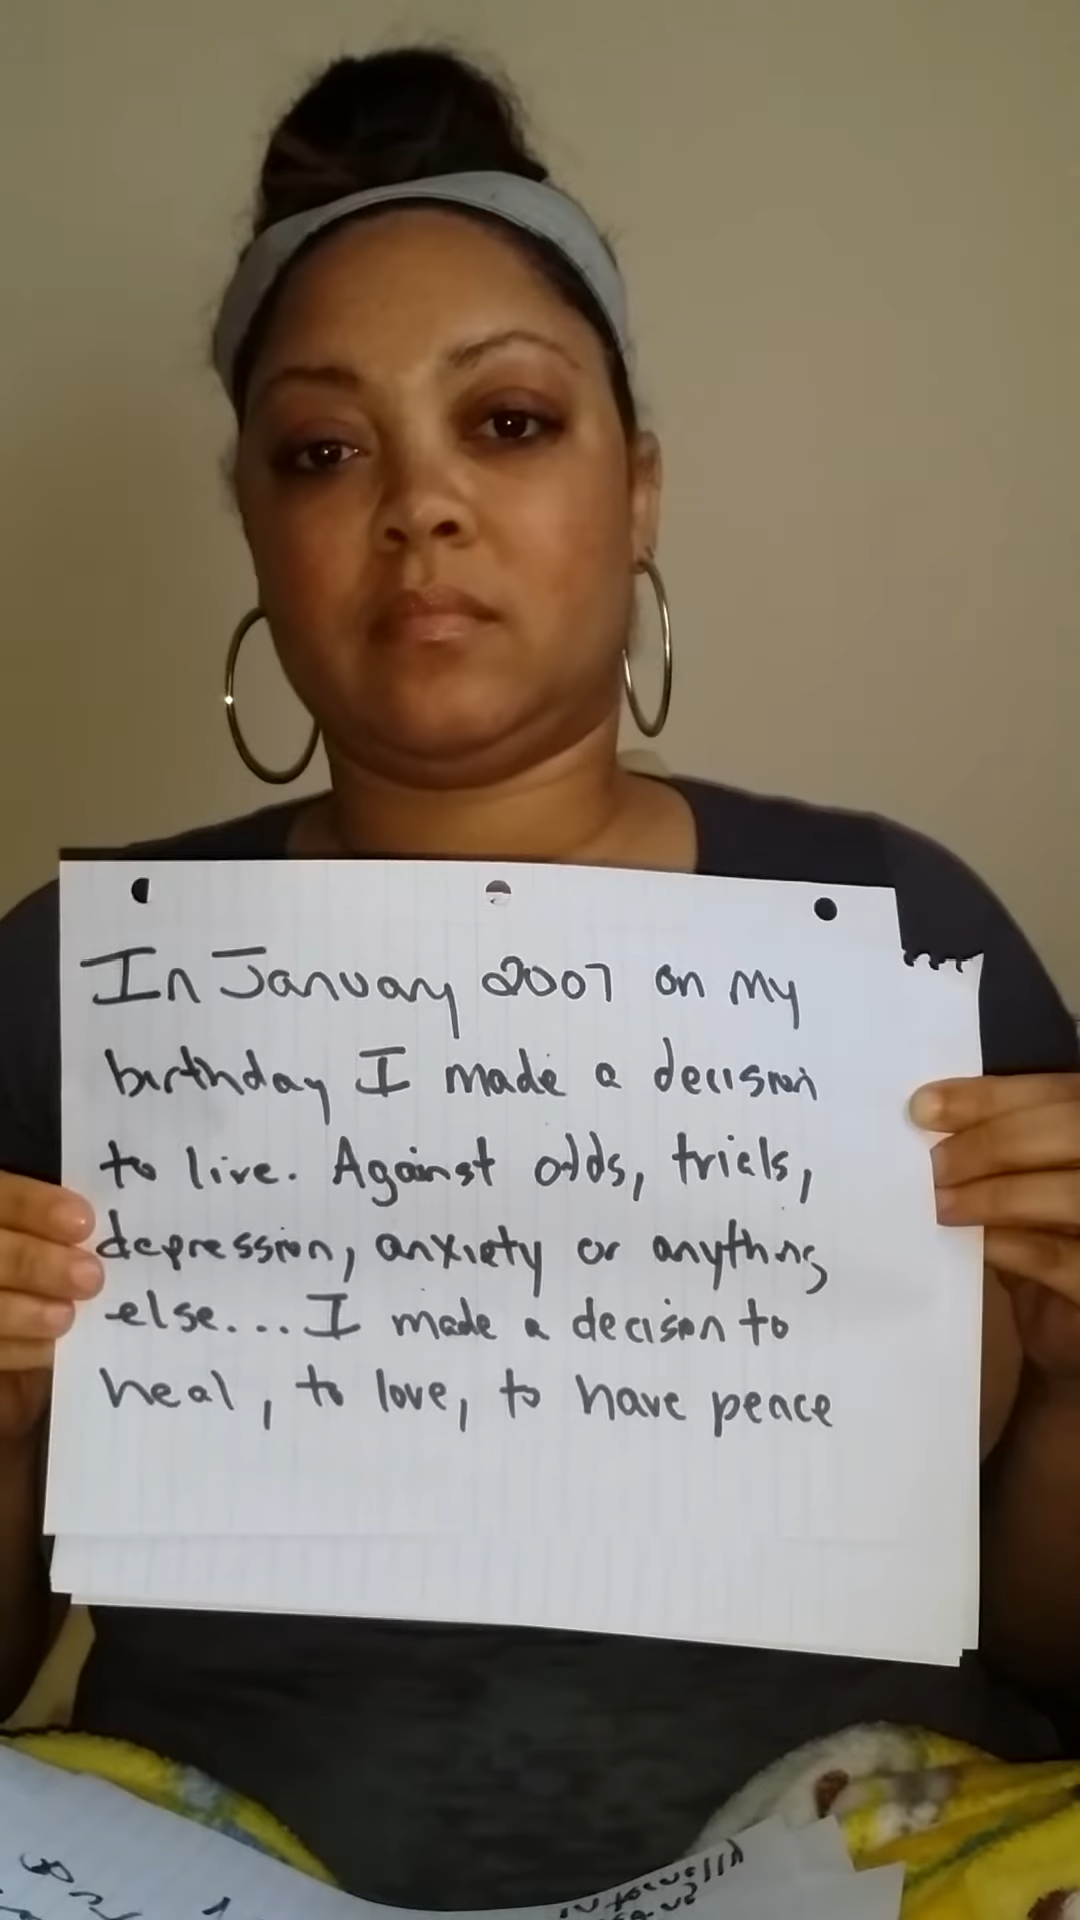 In January 2007 on my
birthday I made a decision
to live. Against odds, trials,
depression, anxiety or anything
else... I made a decision to
heal, to love, to have peace